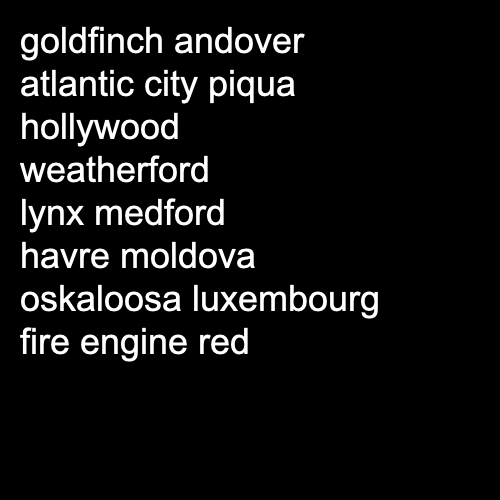 goldfinch andover
atlantic city piqua
hollywood
weatherford
lynx medford
havre moldova
oskaloosa luxembourg
fire engine red